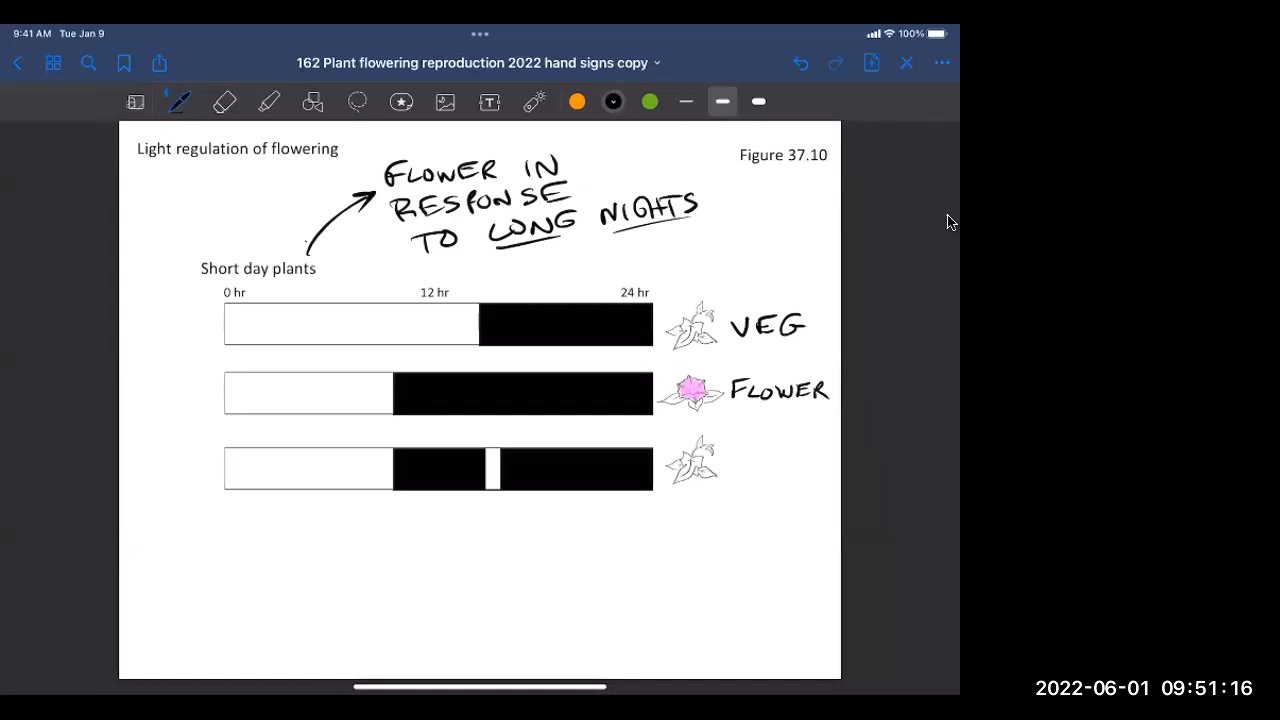 9:41 AM Tue Jan 9
100%
162 Plant flowering reproduction 2022 hand signs copy
Light regulation of flowering
Figure 37.10
FLOWER IN
RESPONSE
TO LONG NIGHTS
Short day plants
0 hr 12 hr 24 hr
VEG
FLOWER
2022-06-01 09:51:16